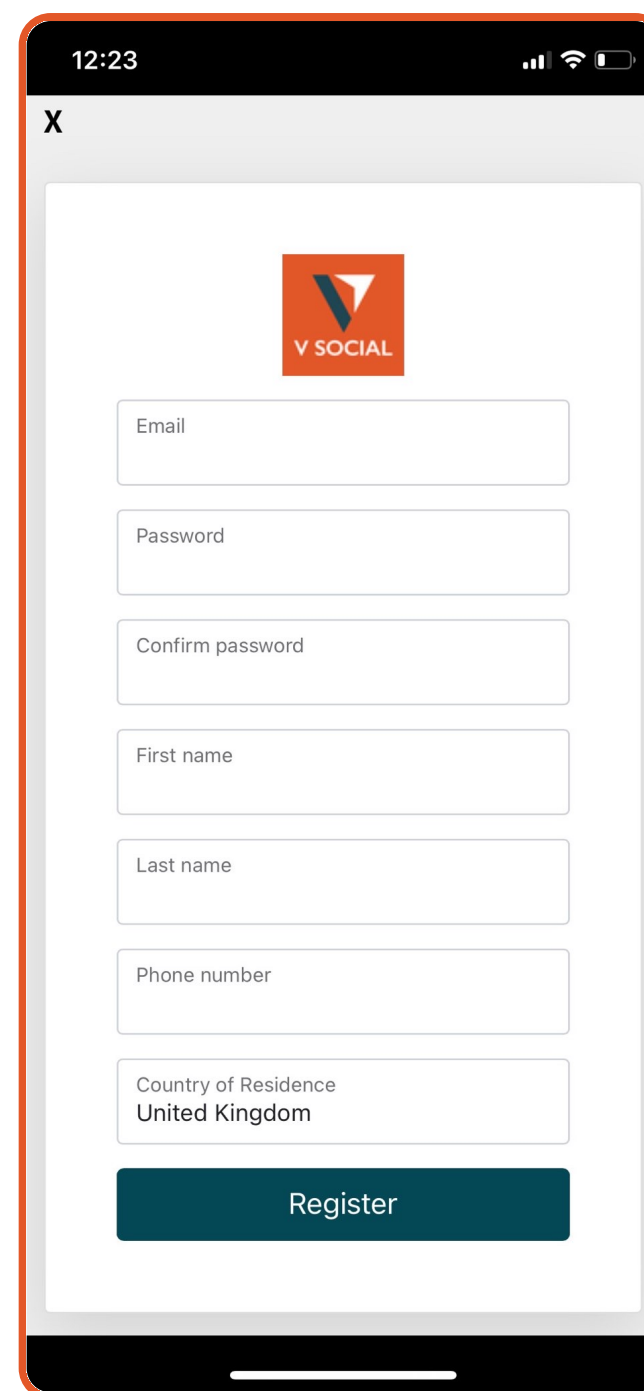 12:23
X
V SOCIAL
Email
Password
Confirm password
First name
Last name
Phone number
Country of Residence
United Kingdom
Register